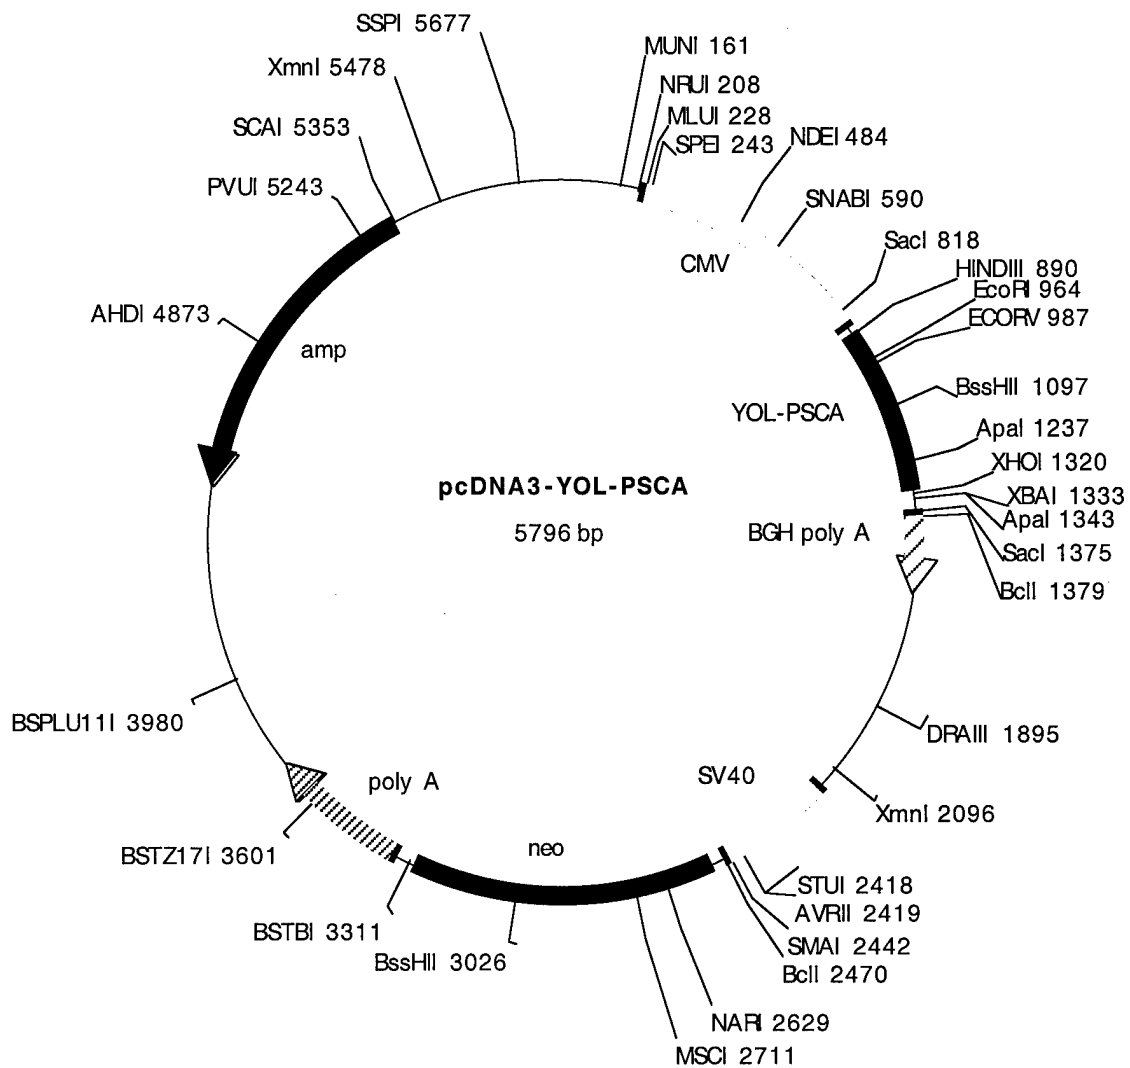 SSPI 5677
MUNI 161
XmnI 5478
NRUI 208
MLUI 228
SCAI 5353
SPEI 243
NDEI 484
PVUI 5243
SNABI 590
SacI 818
CMV
HINDIII 890
EcoRI 964
ECORV 987
AHDI 4873
amp
BssHII 1097
YOL-PSCA
ApaI 1237
XHOI 1320
pcDNA3-YOL-PSCA
XBAI 1333
ApaI 1343
5796 bp
BGH poly A
SacI 1375
BclI 1379
BSPLU11I 3980
DRAIII 1895
SV40
poly A
XmnI 2096
neo
BSTZ17I 3601
STUI 2418
AVRII 2419
BSTBI 3311
SMAI 2442
BssHII 3026
BclI 2470
NARI 2629
MSCI 2711